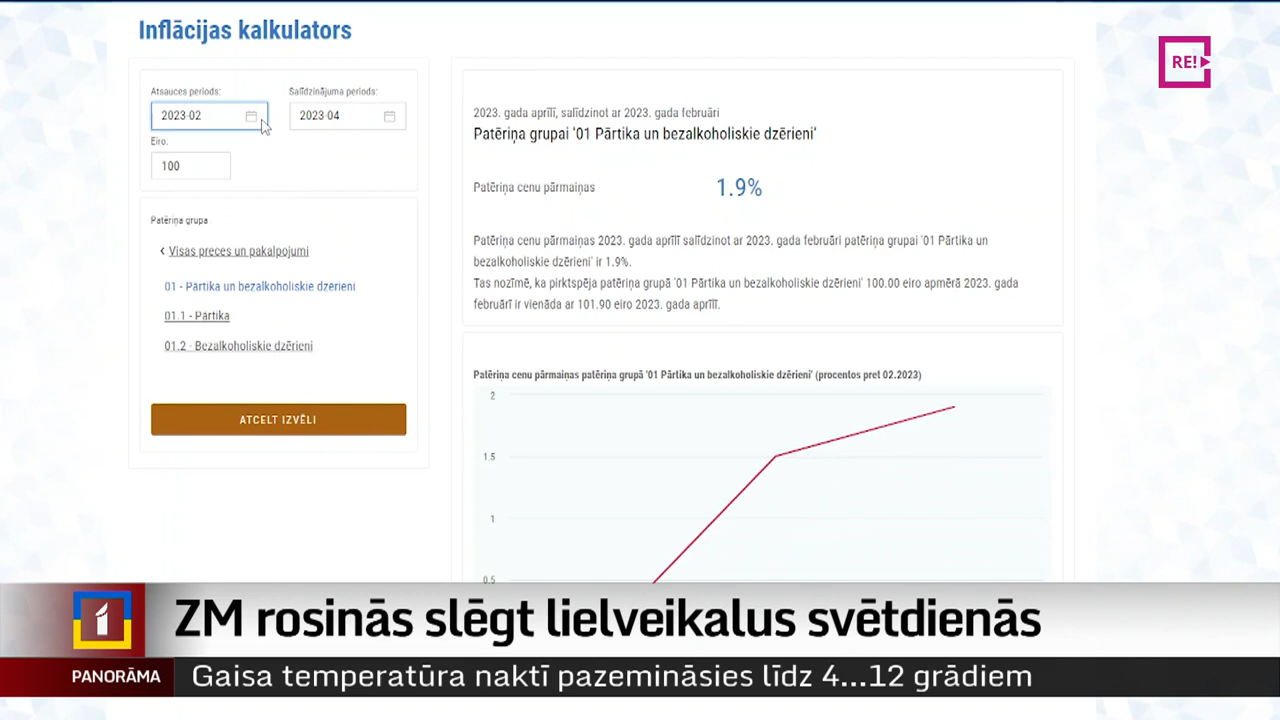 Inflācijas kalkulators
RE!
Atsauces periods:
Salīdzinājuma periods:
2023-02
2023-04
Eiro:
100
Patēriņa grupa
Visas preces un pakalpojumi
01 - Pārtika un bezalkoholiskie dzērieni
01.1 - Pārtika
01.2 - Bezalkoholiskie dzērieni
ATCELT IZVĒLI
2023. gada aprīlī, salīdzinot ar 2023. gada februāri
Patēriņa grupai '01 Pārtika un bezalkoholiskie dzērieni'
Patēriņa cenu pārmaiņas
1.9%
Patēriņa cenu pārmaiņas 2023. gada aprīlī salīdzinot ar 2023. gada februāri patēriņa grupai '01 Pārtika un
bezalkoholiskie dzērieni' ir 1.9%.
Tas nozīmē, ka pirktspēja patēriņa grupā '01 Pārtika un bezalkoholiskie dzērieni' 100.00 eiro apmērā 2023. gada
februārī ir vienāda ar 101.90 eiro 2023. gada aprīlī.
Patēriņa cenu pārmaiņas patēriņa grupā '01 Pārtika un bezalkoholiskie dzērieni' (procentos pret 02.2023)
2
1.5
1
0.5
1
ZM rosinās slēgt lielveikalus svētdienās
PANORĀMA
Gaisa temperatūra naktī pazemināsies līdz 4...12 grādiem